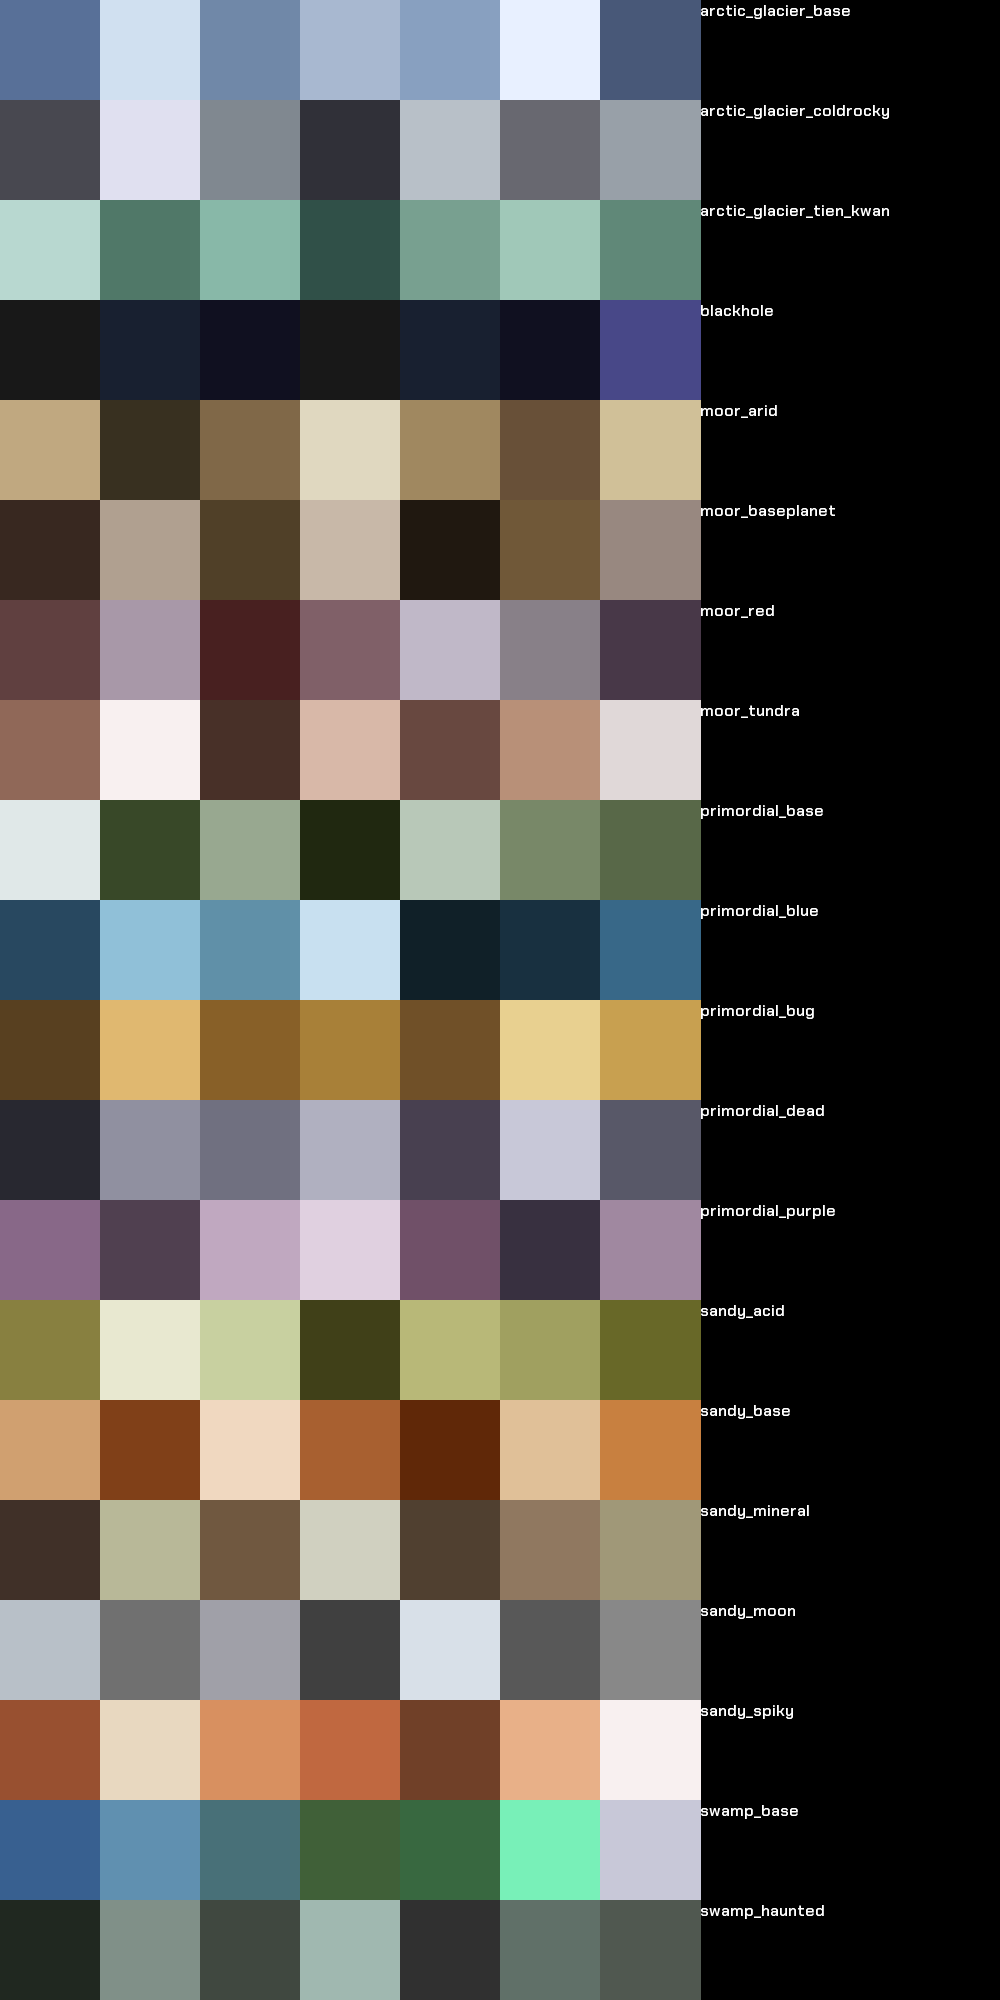 arctic_glacier_base
arctic_glacier_coldrocky
arctic_glacier_tien_kwan
blackhole
moor_arid
moor_baseplanet
moor_red
moor_tundra
primordial_base
primordial_blue
primordial_bug
primordial_dead
primordial_purple
sandy_acid
sandy_base
sandy_mineral
sandy_moon
sandy_spiky
swamp_base
swamp_haunted